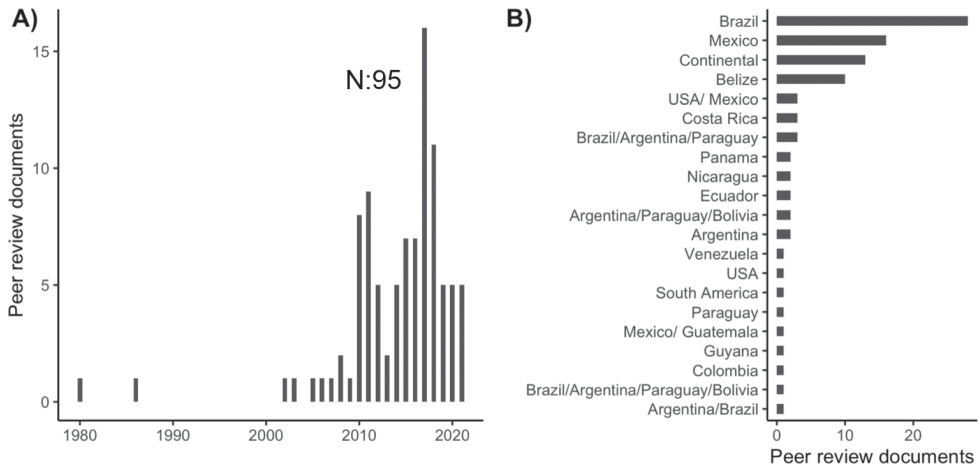 A)
N:95
Peer review documents
15
10
5
0
1980 1990 2000 2010 2020
B)
Brazil
Mexico
Continental
Belize
USA/ Mexico
Costa Rica
Brazil/Argentina/Paraguay
Panama
Nicaragua
Ecuador
Argentina/Paraguay/Bolivia
Argentina
Venezuela
USA
South America
Paraguay
Mexico/ Guatemala
Guyana
Colombia
Brazil/Argentina/Paraguay/Bolivia
Argentina/Brazil
0 10 20
Peer review documents